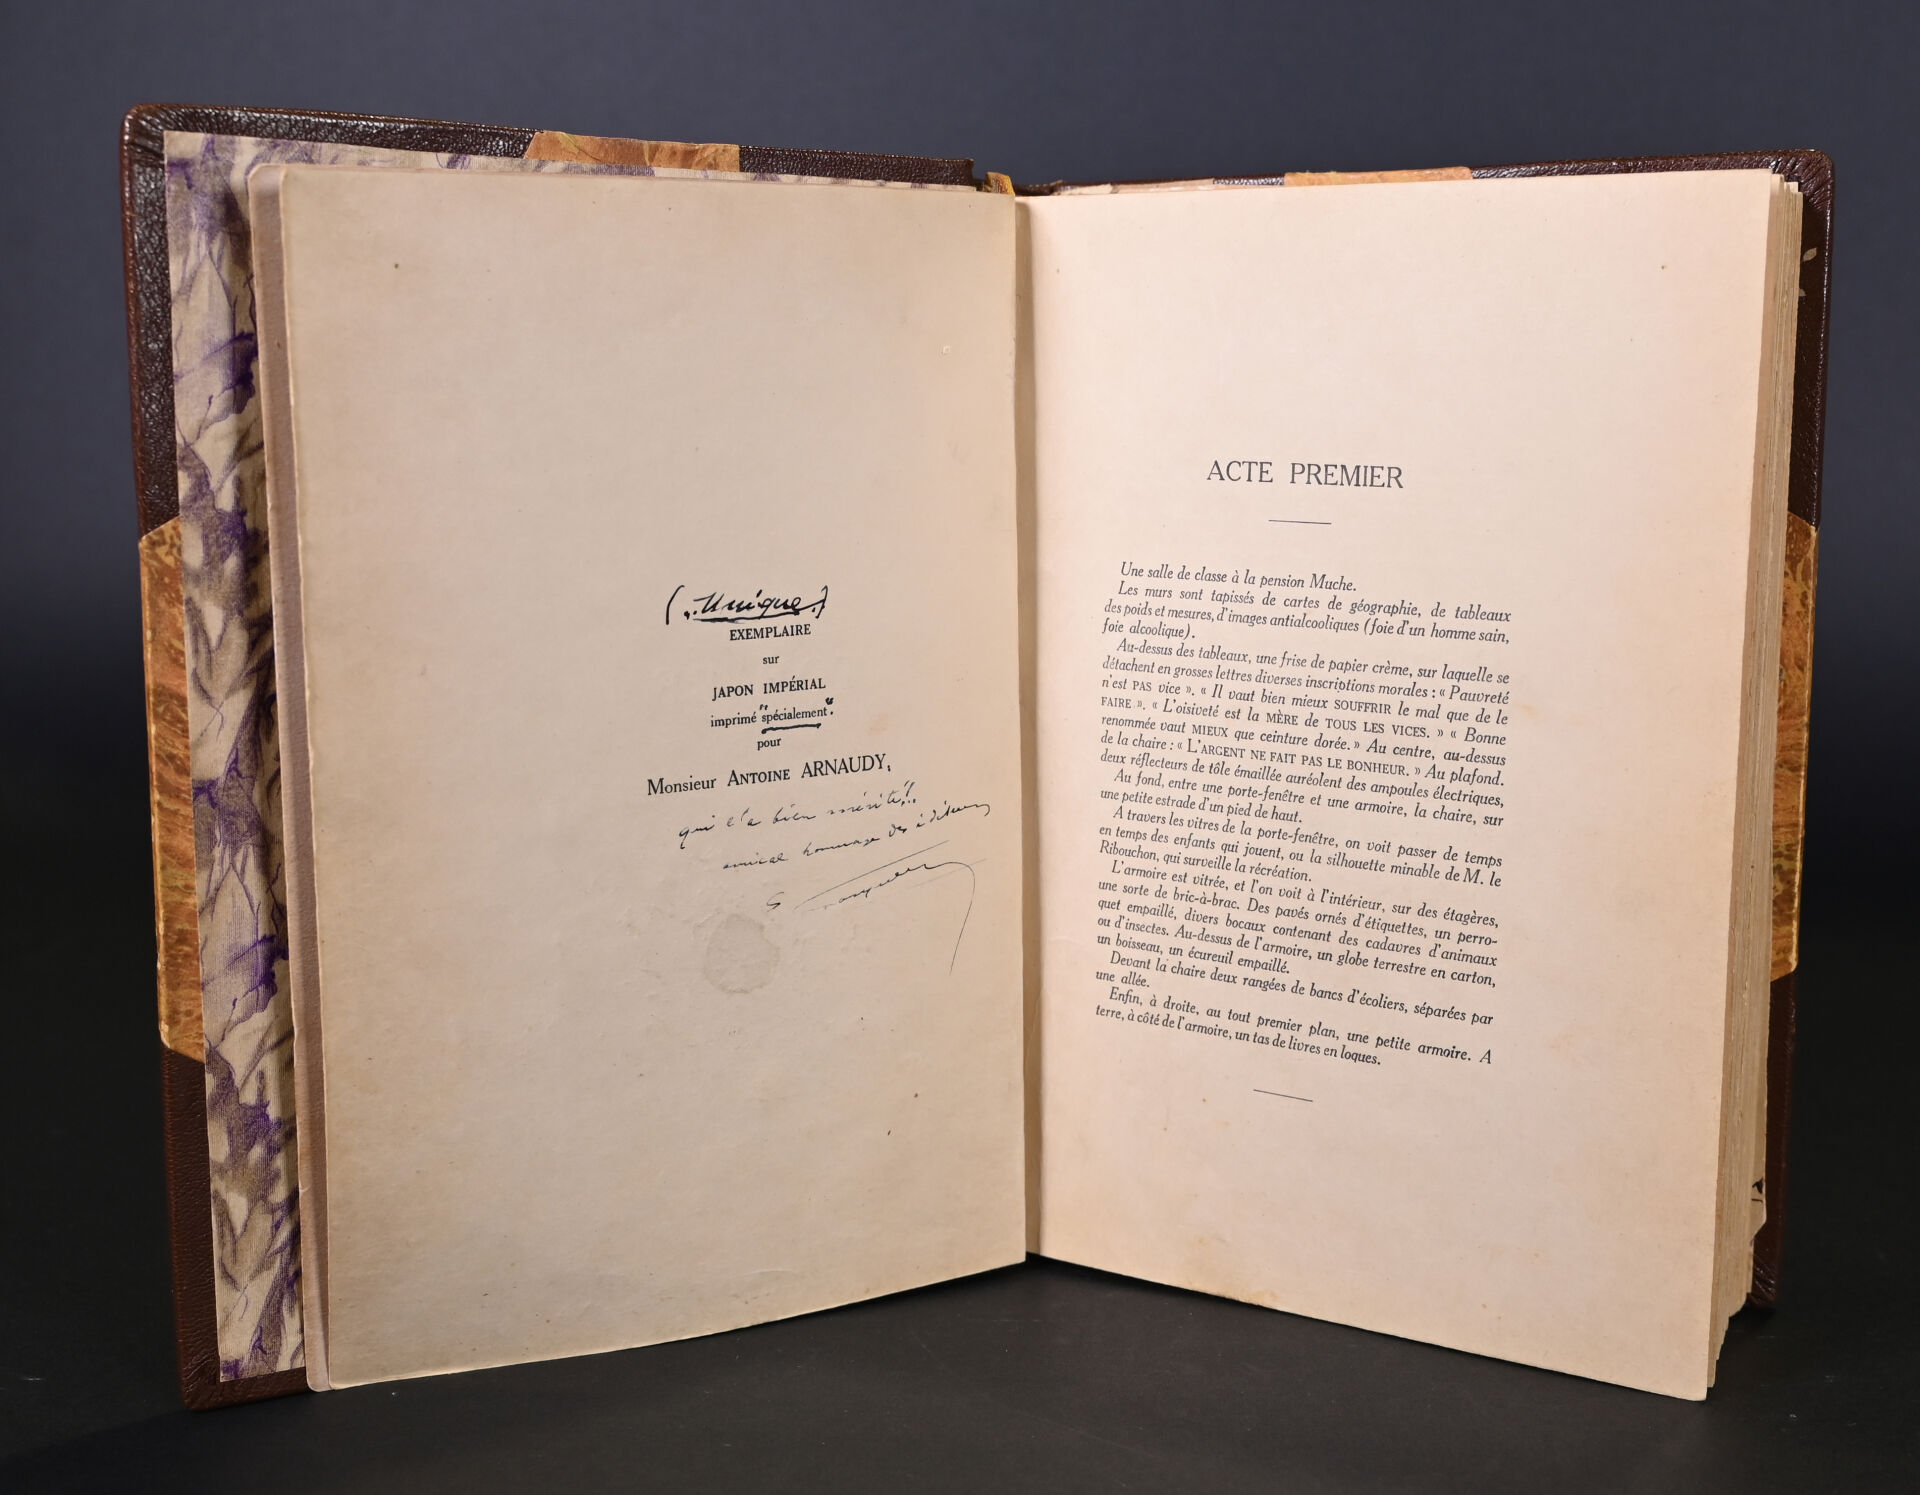 („Unique„)
EXEMPLAIRE
sur
JAPON IMPÉRIAL
imprimé "spécialement".
pour
Monsieur ANTOINE ARNAUDY,
qui l'a bien mérité!..
amical hommage des éditeurs
ACTE PREMIER
Une salle de classe à la pension Muche.
Les murs sont tapissés de cartes de géographie, de tableaux
des poids et mesures, d'images antialcooliques (foie d'un homme sain,
foie alcoolique).
Au-dessus des tableaux, une frise de papier crème, sur laquelle se
détachent en grosses lettres diverses inscriptions morales : « Pauvreté
n'est PAS vice ». « Il vaut bien mieux SOUFFRIR le mal que de le
FAIRE ». « L'oisiveté est la MÈRE de TOUS LES VICES. » « Bonne
renommée vaut MIEUX que ceinture dorée. » Au centre, au-dessus
de la chaire : « L'ARGENT NE FAIT PAS LE BONHEUR. » Au plafond.
deux réflecteurs de tôle émaillée auréolent des ampoules électriques,
Au fond, entre une porte-fenêtre et une armoire, la chaire, sur
une petite estrade d'un pied de haut.
A travers les vitres de la porte-fenêtre, on voit passer de temps
en temps des enfants qui jouent, ou la silhouette minable de M. le
Ribouchon, qui surveille la récréation.
L'armoire est vitrée, et l'on voit à l'intérieur, sur des étagères,
une sorte de bric-à-brac. Des pavés ornés d'étiquettes, un perro-
quet empaillé, divers bocaux contenant des cadavres d'animaux
ou d'insectes. Au-dessus de l'armoire, un globe terrestre en carton,
un boisseau, un écureuil empaillé.
Devant la chaire deux rangées de bancs d'écoliers, séparées par
une allée.
Enfin, à droite, au tout premier plan, une petite armoire. A
terre, à côté de l'armoire, un tas de livres en loques.